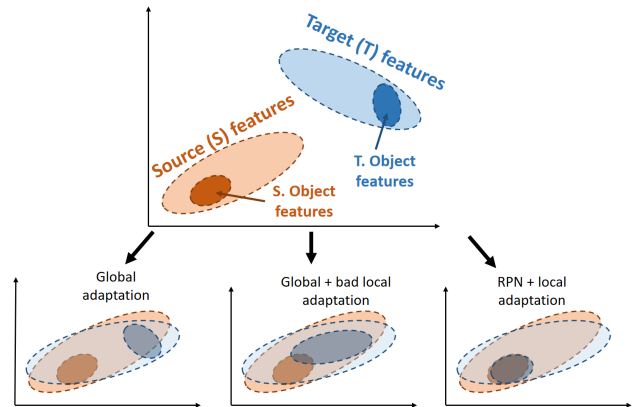 Target (T) features
Source (S) features
T. Object
features
S. Object
features
Global
adaptation
Global + bad local
adaptation
RPN + local
adaptation